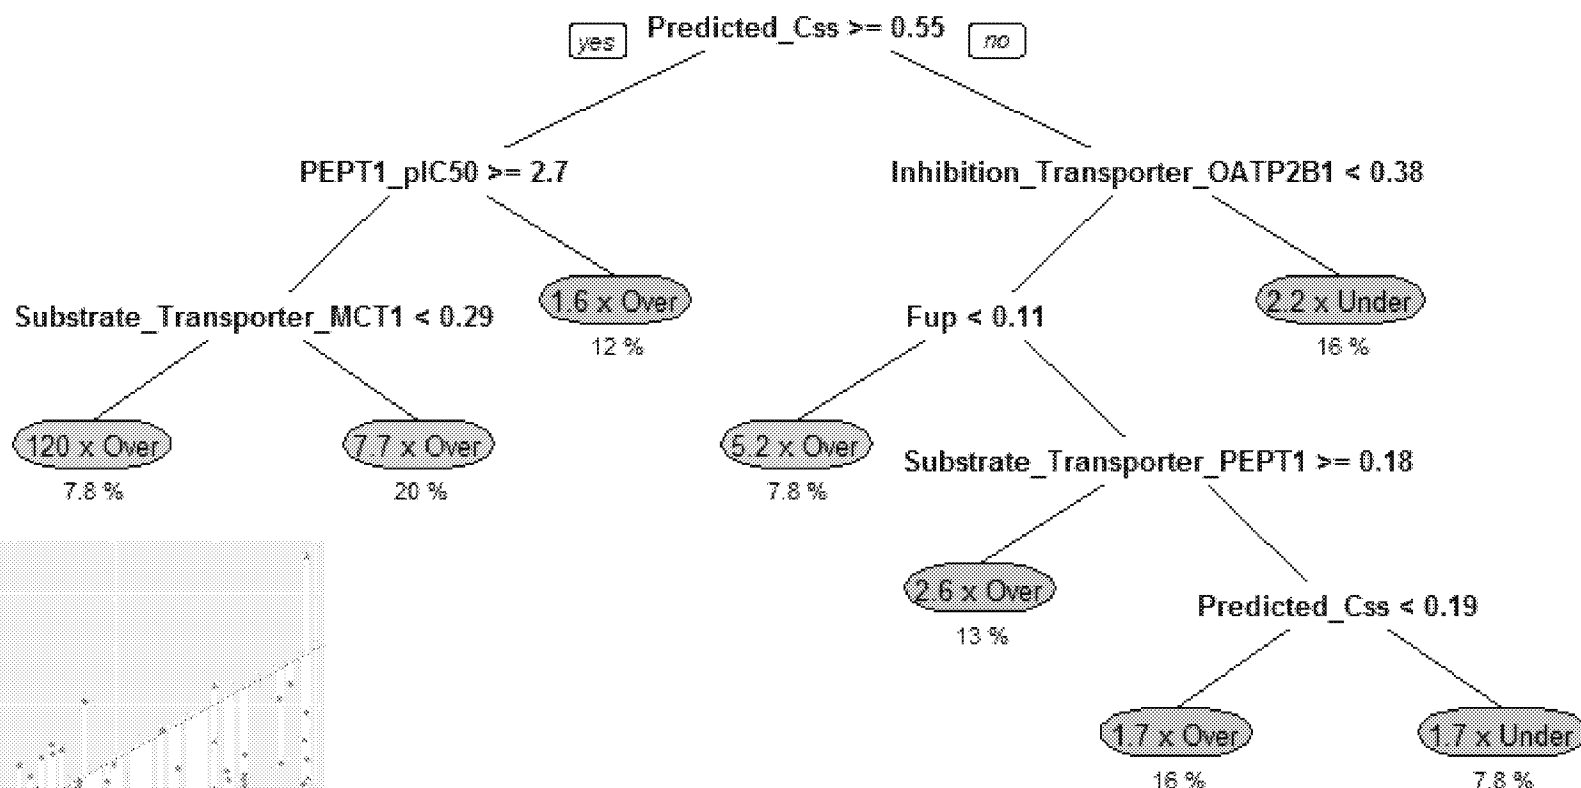 yes Predicted_Css >= 0.55 no
PEPT1_pIC50 >= 2.7 Inhibition_Transporter_OATP2B1 < 0.38
Substrate_Transporter_MCT1 < 0.29 1.6 x Over Fup < 0.11 2.2 x Under
12 % 16 %
120 x Over 7.7 x Over 5.2 x Over Substrate_Transporter_PEPT1 >= 0.18
7.8 % 20 % 7.8 %
2.6 x Over Predicted_Css < 0.19
13 %
1.7 x Over 1.7 x Under
16 % 7.8 %